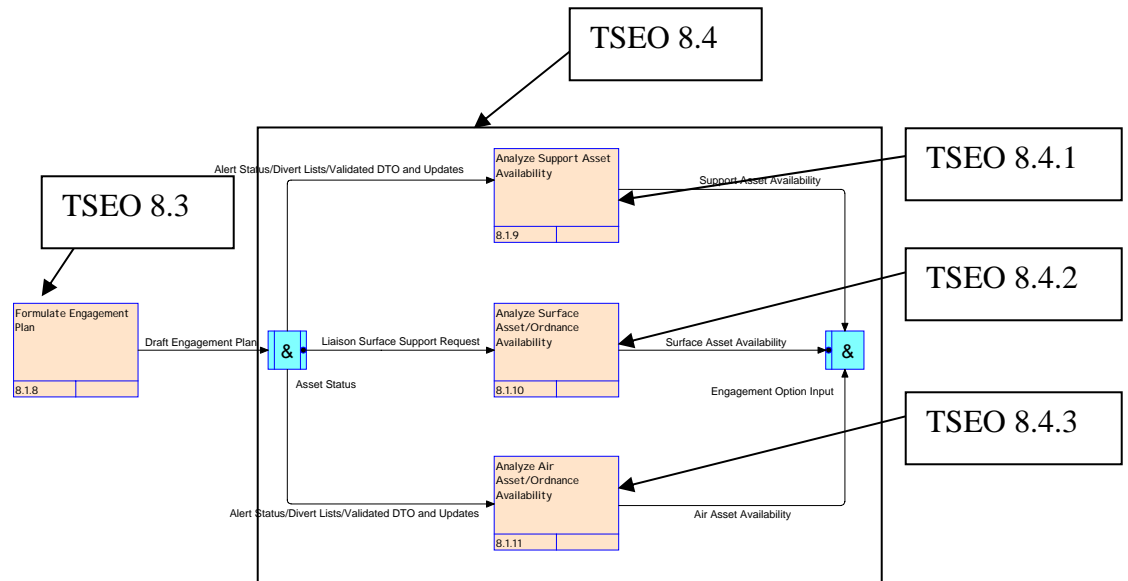 TSEO 8.4
TSEO 8.4.1
TSEO 8.3
TSEO 8.4.2
TSEO 8.4.3
Alert Status/Divert Lists/Validated DTO and Updates
Analyze Support Asset
Availability
8.1.9
Support Asset Availability
Formulate Engagement
Plan
8.1.8
Draft Engagement Plan
&
Asset Status
Liaison Surface Support Request
Analyze Surface
Asset/Ordnance
Availability
8.1.10
Surface Asset Availability
&
Engagement Option Input
Alert Status/Divert Lists/Validated DTO and Updates
Analyze Air
Asset/Ordnance
Availability
8.1.11
Air Asset Availability